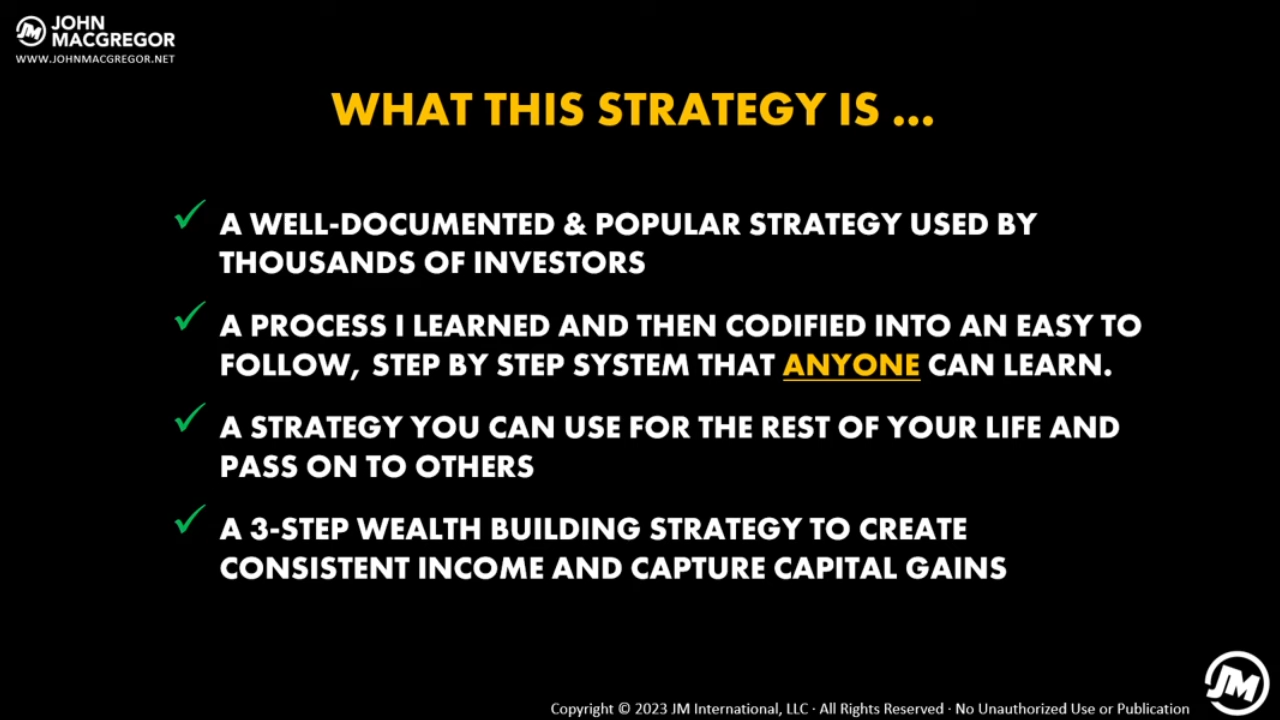 JM JOHN
MACGREGOR
WWW.JOHNMACGREGOR.NET
WHAT THIS STRATEGY IS ...
A WELL-DOCUMENTED & POPULAR STRATEGY USED BY
THOUSANDS OF INVESTORS
A PROCESS I LEARNED AND THEN CODIFIED INTO AN EASY TO
FOLLOW, STEP BY STEP SYSTEM THAT ANYONE CAN LEARN.
A STRATEGY YOU CAN USE FOR THE REST OF YOUR LIFE AND
PASS ON TO OTHERS
A 3-STEP WEALTH BUILDING STRATEGY TO CREATE
CONSISTENT INCOME AND CAPTURE CAPITAL GAINS
Copyright © 2023 JM International, LLC · All Rights Reserved · No Unauthorized Use or Publication
JM